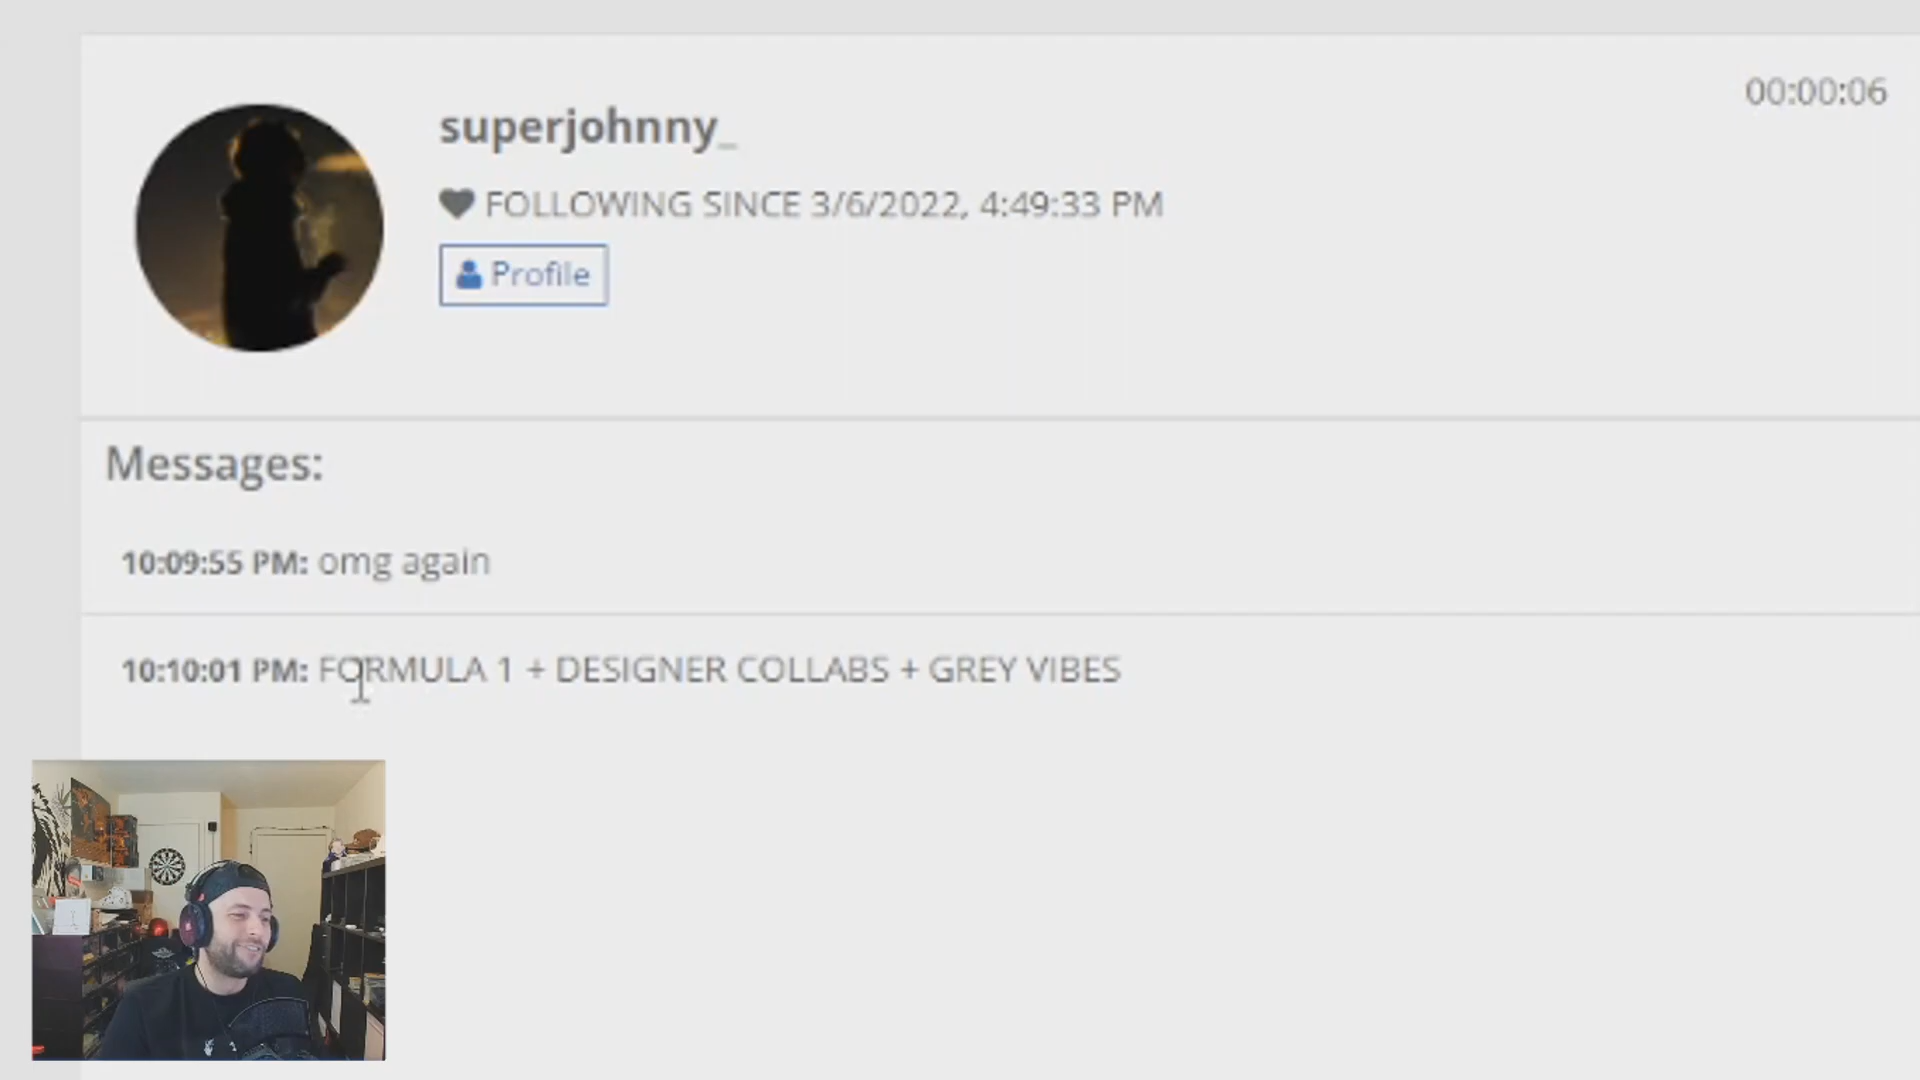 00:00:06
superjohnny_
FOLLOWING SINCE 3/6/2022, 4:49:33 PM
Profile
Messages:
10:09:55 PM: omg again
10:10:01 PM: FORMULA 1 + DESIGNER COLLABS + GREY VIBES